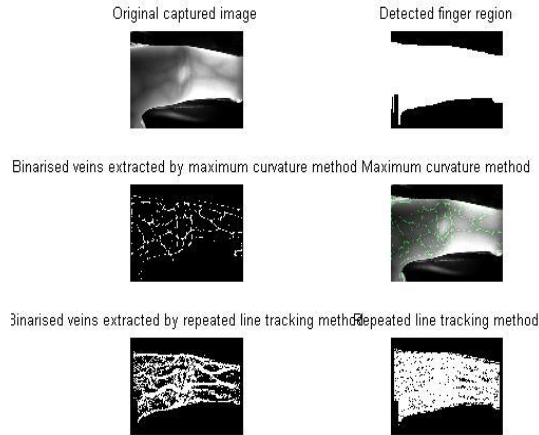 Original captured image
Detected finger region
Binarised veins extracted by maximum curvature method
Maximum curvature method
Binarised veins extracted by repeated line tracking method
Repeated line tracking method